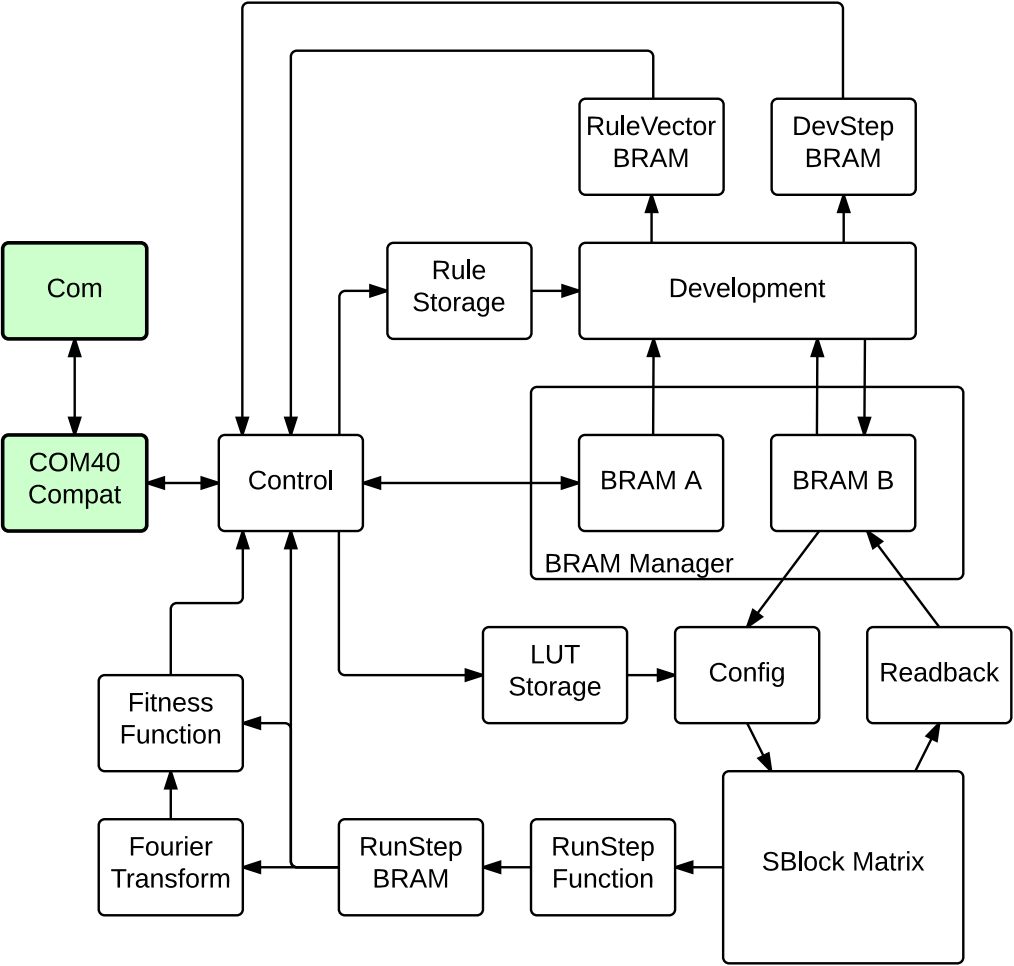 RuleVector
BRAM
DevStep
BRAM
Com
Rule
Storage
Development
COM40
Compat
Control
BRAM A
BRAM B
BRAM Manager
LUT
Storage
Config
Readback
Fitness
Function
Fourier
Transform
RunStep
BRAM
RunStep
Function
SBlock Matrix